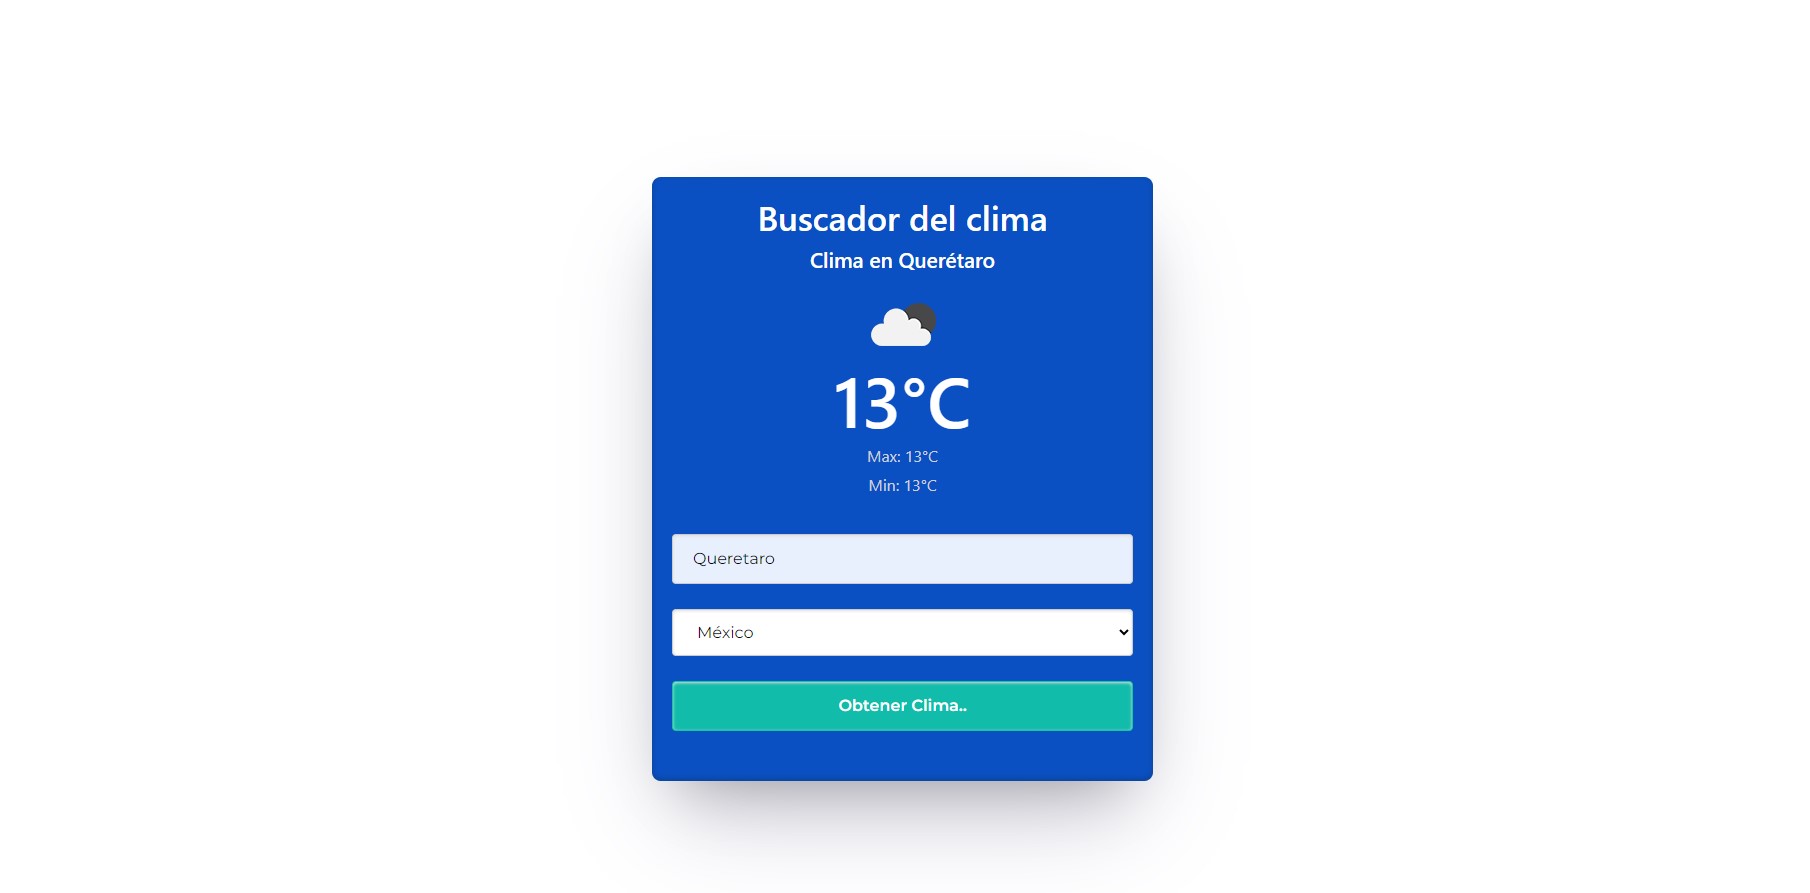 Buscador del clima
Clima en Querétaro
13°C
Max: 13°C
Min: 13°C
Queretaro
México
Obtener Clima..